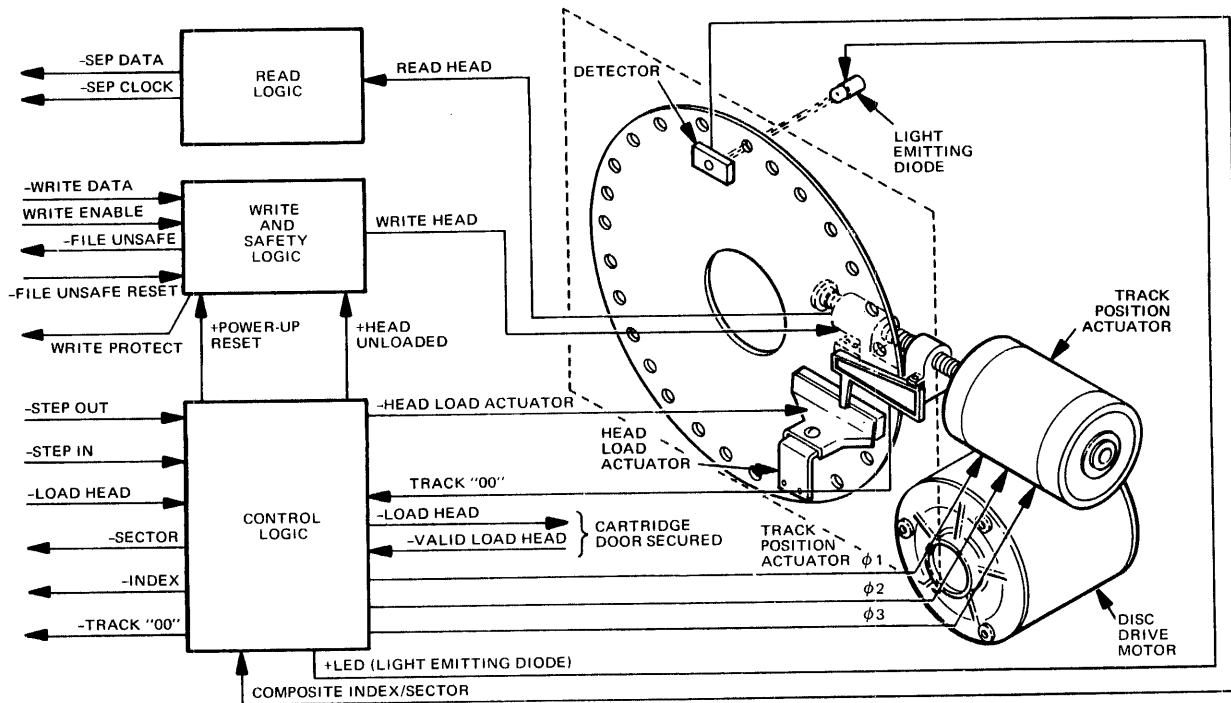 -SEP DATA
-SEP CLOCK
READ
LOGIC
READ HEAD
DETECTOR
LIGHT
EMITTING
DIODE
-WRITE DATA
WRITE ENABLE
-FILE UNSAFE
-FILE UNSAFE RESET
WRITE PROTECT
WRITE
AND
SAFETY
LOGIC
WRITE HEAD
+POWER-UP
RESET
+HEAD
UNLOADED
TRACK
POSITION
ACTUATOR
-STEP OUT
-STEP IN
-LOAD HEAD
-SECTOR
-INDEX
-TRACK "00"
CONTROL
LOGIC
-HEAD LOAD ACTUATOR
HEAD
LOAD
ACTUATOR
TRACK "00"
-LOAD HEAD
-VALID LOAD HEAD
CARTRIDGE
DOOR SECURED
TRACK
POSITION
ACTUATOR ϕ1
ϕ2
ϕ3
DISC
DRIVE
MOTOR
+LED (LIGHT EMITTING DIODE)
COMPOSITE INDEX/SECTOR